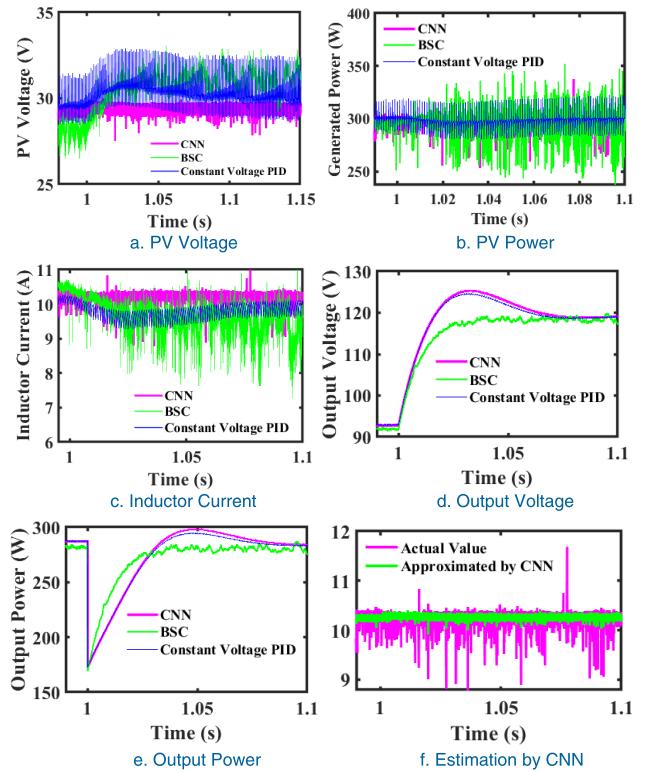 PV Voltage (V)
35
30
25
CNN
BSC
Constant Voltage PID
1
1.05
1.1
1.15
Time (s)
a. PV Voltage
Generated Power (W)
400
350
300
250
CNN
BSC
Constant Voltage PID
1
1.02
1.04
1.06
1.08
1.1
Time (s)
b. PV Power
Inductor Current (A)
11
10
9
8
7
6
CNN
BSC
Constant Voltage PID
1
1.05
1.1
Time (s)
c. Inductor Current
Output Voltage (V)
130
120
110
100
90
CNN
BSC
Constant Voltage PID
1
1.05
1.1
Time (s)
d. Output Voltage
Output Power (W)
300
250
200
150
CNN
BSC
Constant Voltage PID
1
1.05
1.1
Time (s)
e. Output Power
12
11
10
9
Actual Value
Approximated by CNN
1
1.05
1.1
Time (s)
f. Estimation by CNN